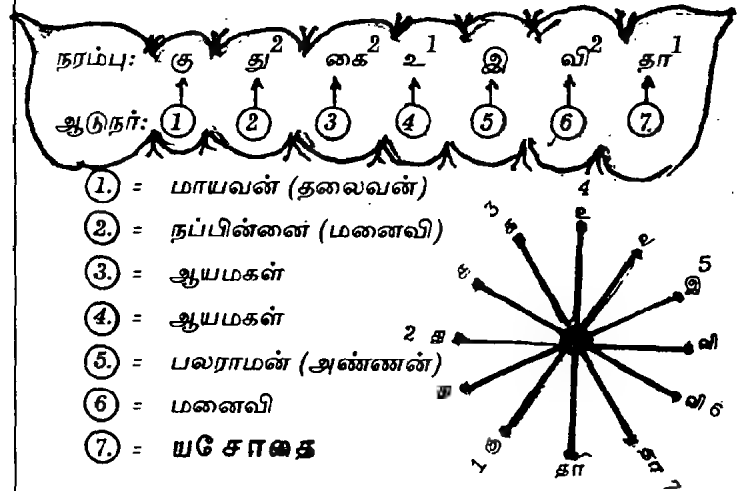 நரம்பு: கு து2 கை2 உ1 இ வி2 தா1
ஆடுநர்: 1 2 3 4 5 6 7.
1. = மாயவன் (தலைவன்)
2. = நப்பின்னை (மனைவி)
3. = ஆயமகள்
4. = ஆயமகள்
5. = பலராமன் (அண்ணன்)
6 = மனைவி
7. = யசோதை
4
உ
3
உ
இ 5
2
வி
வி 6
1 கு
தா
தா 7